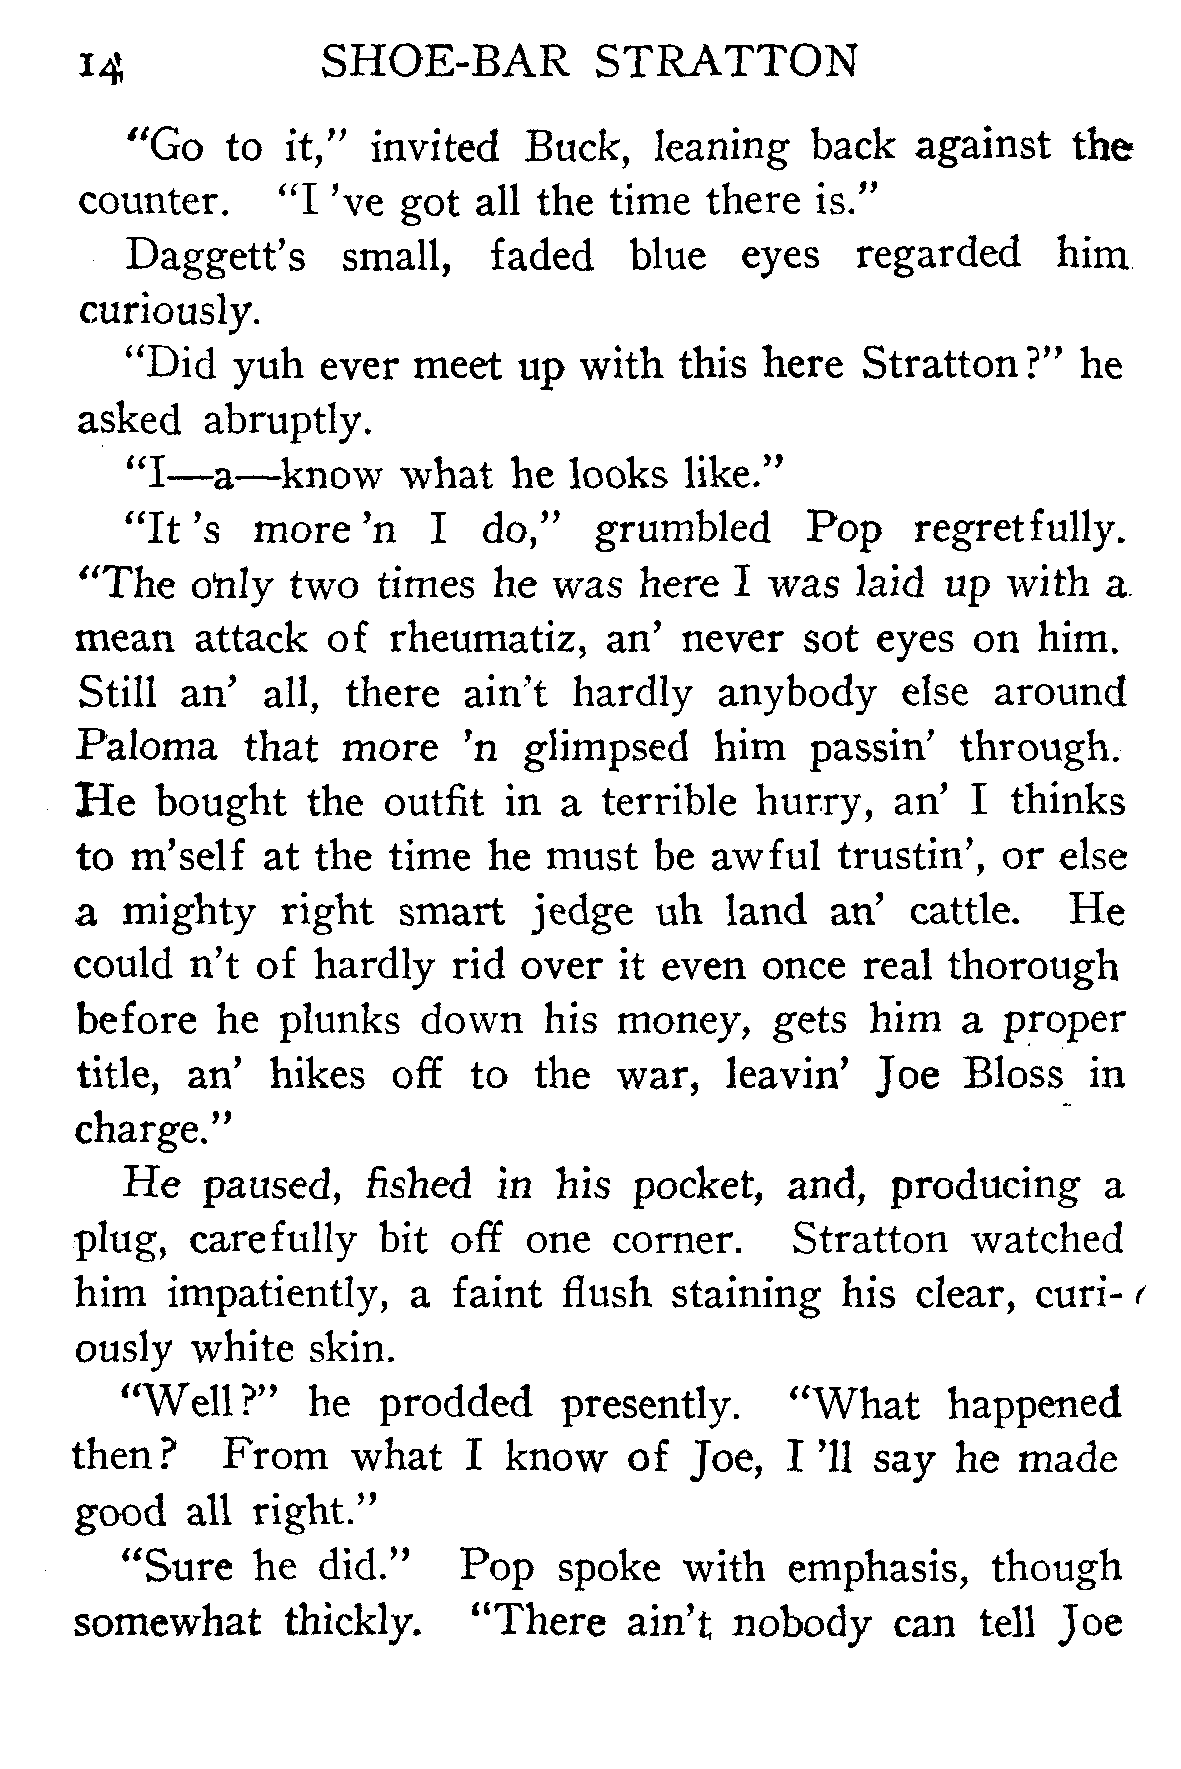 14 SHOE-BAR STRATTON
“Go to it,” invited Buck, leaning back against the
counter. “I 've got all the time there is.”
Daggett's small, faded blue eyes regarded him
curiously.
“Did yuh ever meet up with this here Stratton?” he
asked abruptly.
“I—a—know what he looks like.”
“It 's more 'n I do,” grumbled Pop regretfully.
“The only two times he was here I was laid up with a
mean attack of rheumatiz, an' never sot eyes on him.
Still an' all, there ain't hardly anybody else around
Paloma that more 'n glimpsed him passin' through.
He bought the outfit in a terrible hurry, an' I thinks
to m'self at the time he must be awful trustin', or else
a mighty right smart jedge uh land an' cattle. He
could n't of hardly rid over it even once real thorough
before he plunks down his money, gets him a proper
title, an' hikes off to the war, leavin' Joe Bloss in
charge.”
He paused, fished in his pocket, and, producing a
plug, carefully bit off one corner. Stratton watched
him impatiently, a faint flush staining his clear, curi-
ously white skin.
“Well?” he prodded presently. “What happened
then? From what I know of Joe, I 'll say he made
good all right.”
“Sure he did.” Pop spoke with emphasis, though
somewhat thickly. “There ain't nobody can tell Joe